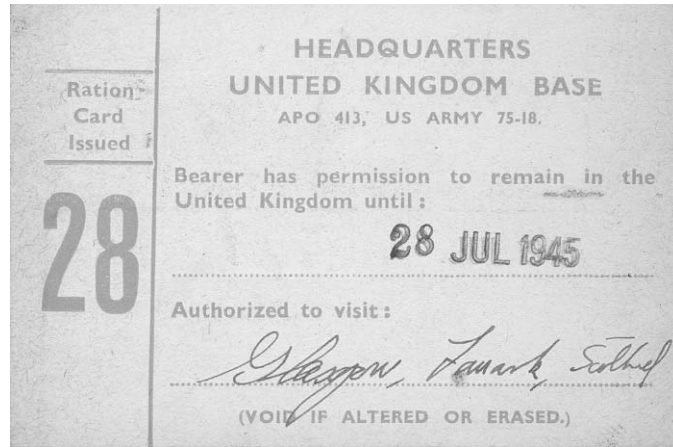 Ration
Card
Issued
28
HEADQUARTERS
UNITED KINGDOM BASE
APO 413, US ARMY 75-18.
Bearer has permission to remain in the
United Kingdom until :
28 JUL 1945
Authorized to visit :
Glasgow, Lanark, Scotland
(VOID IF ALTERED OR ERASED.)